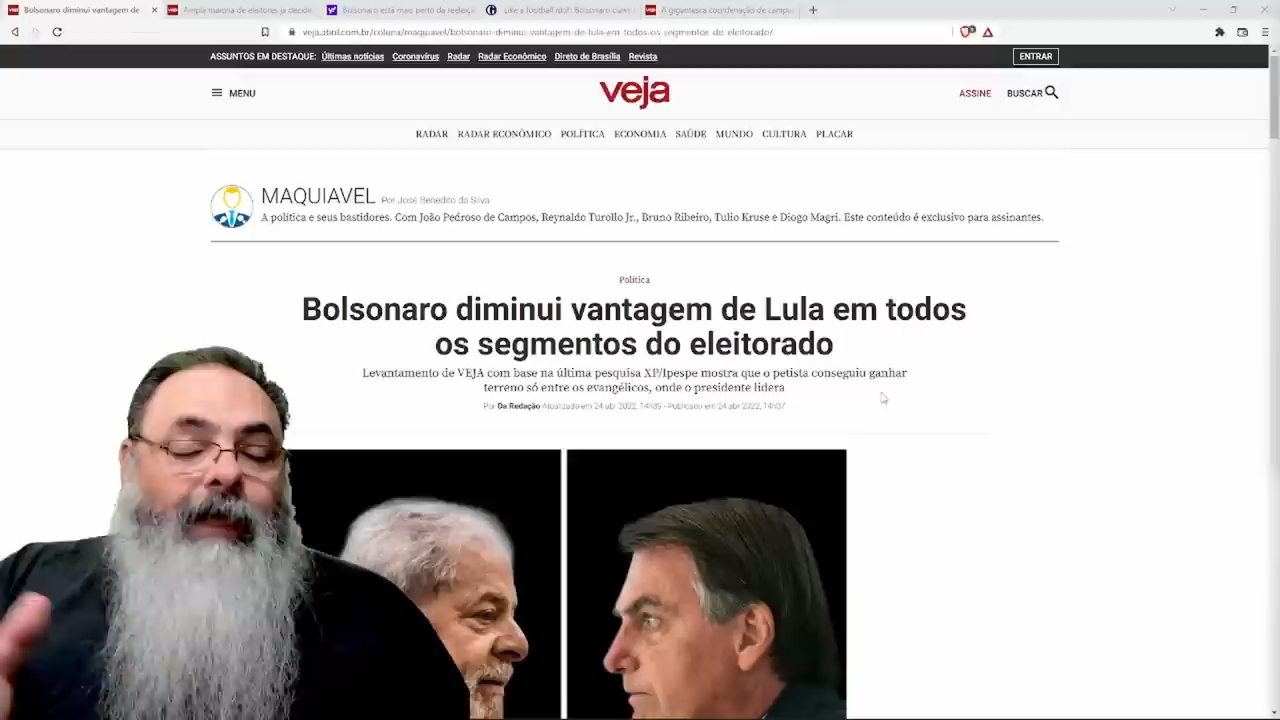 Bolsonaro diminui vantagem de
Ampla maioria de eleitores já decidiu
Bolsonaro está mais perto da reeleiç
Like a football idol: Bolsonaro
A gigantesca coordenação de campan
veja.abril.com.br/coluna/maquiavel/bolsonaro-diminui-vantagem-de-lula-em-todos-os-segmentos-do-eleitorado/
ASSUNTOS EM DESTAQUE: Últimas notícias Coronavírus Radar Radar Econômico Direto de Brasília Revista
ENTRAR
MENU
veja
ASSINE
BUSCAR
RADAR RADAR ECONÔMICO POLÍTICA ECONOMIA SAÚDE MUNDO CULTURA PLACAR
MAQUIAVEL Por José Benedito da Silva
A política e seus bastidores. Com João Pedroso de Campos, Reynaldo Turollo Jr., Bruno Ribeiro, Tulio Kruse e Diogo Magri. Este conteúdo é exclusivo para assinantes.
Política
Bolsonaro diminui vantagem de Lula em todos
os segmentos do eleitorado
Levantamento de VEJA com base na última pesquisa XP/Ipespe mostra que o petista conseguiu ganhar
terreno só entre os evangélicos, onde o presidente lidera
Por Da Redação Atualizado em 24 abr 2022, 14h39 - Publicado em 24 abr 2022, 14h07